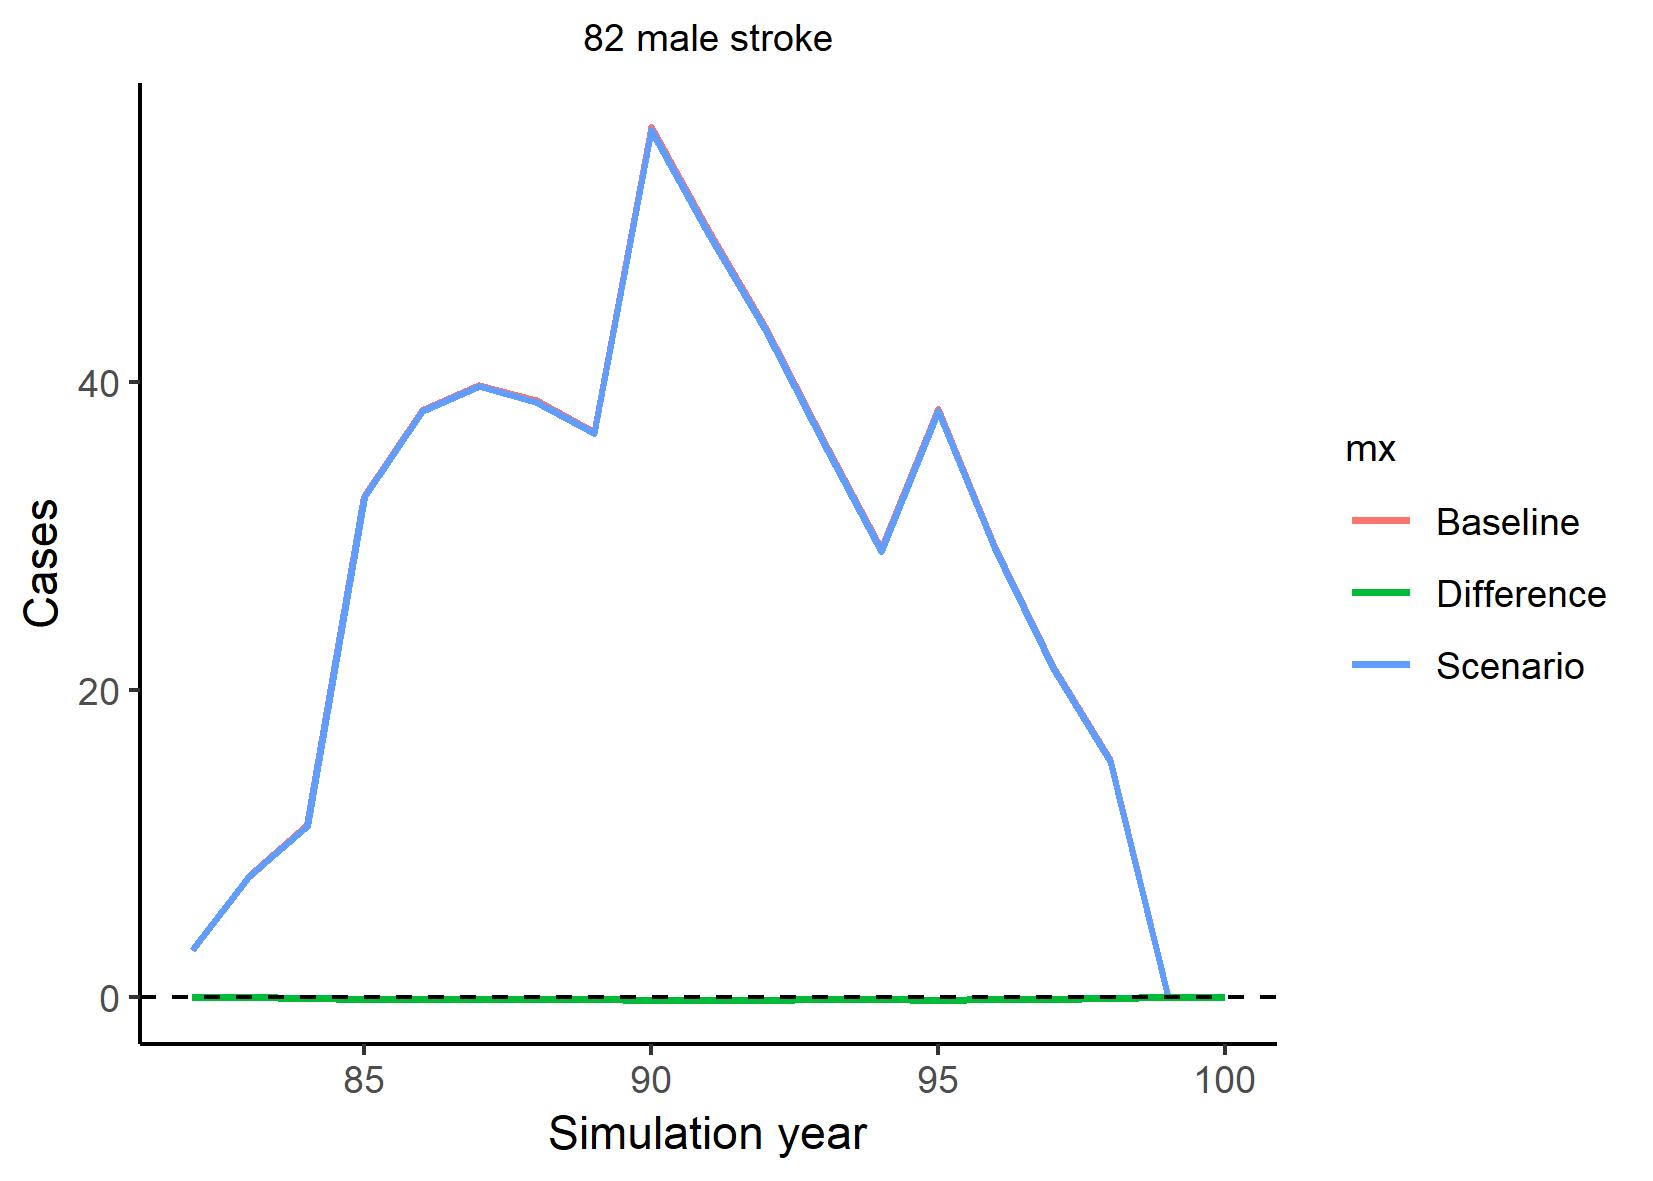 82 male stroke
Cases
40
20
0
85 90 95 100
Simulation year
mx
Baseline
Difference
Scenario